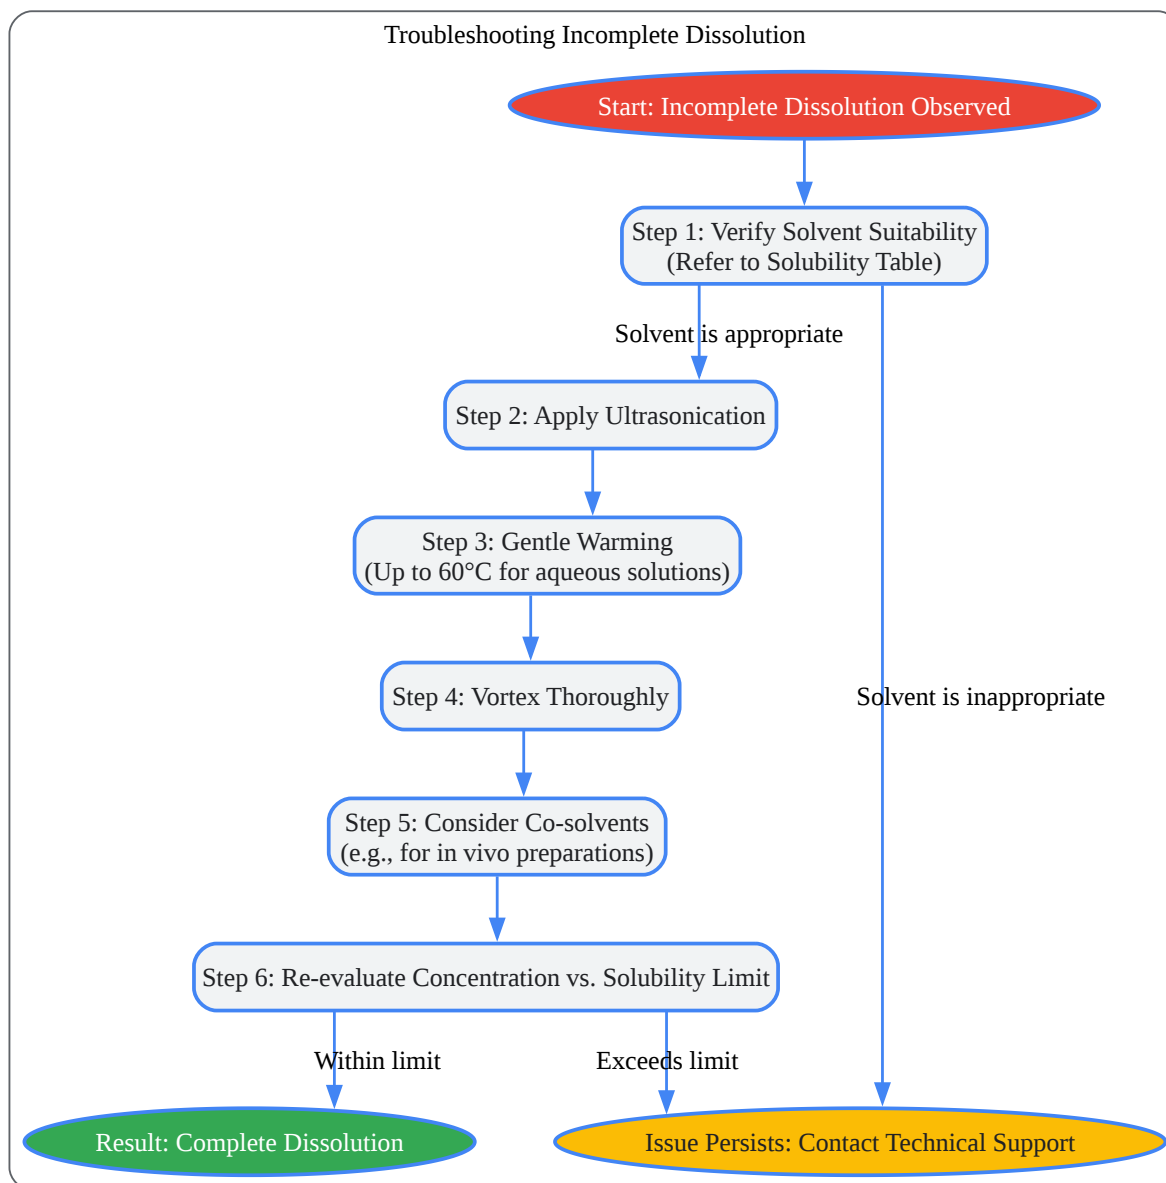 Troubleshooting Incomplete Dissolution
Start: Incomplete Dissolution Observed
Step 1: Verify Solvent Suitability
(Refer to Solubility Table)
Solvent is appropriate
Step 2: Apply Ultrasonication
Step 3: Gentle Warming
(Up to 60°C for aqueous solutions)
Step 4: Vortex Thoroughly
Solvent is inappropriate
Step 5: Consider Co-solvents
(e.g., for in vivo preparations)
Step 6: Re-evaluate Concentration vs. Solubility Limit
Within limit
Exceeds limit
Result: Complete Dissolution
Issue Persists: Contact Technical Support